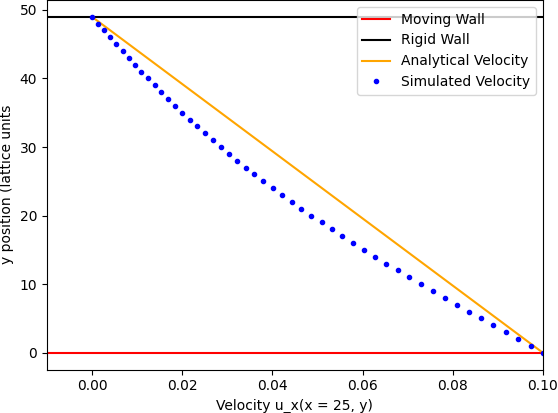 50
40
30
20
10
0
y position (lattice units
Moving Wall
Rigid Wall
Analytical Velocity
Simulated Velocity
0.00 0.02 0.04 0.06 0.08 0.10
Velocity u_x(x = 25, y)